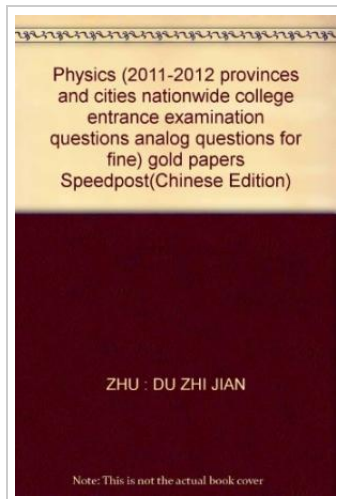 Physics (2011-2012 provinces
and cities nationwide college
entrance examination
questions analog questions for
fine) gold papers
Speedpost(Chinese Edition)
ZHU : DU ZHI JIAN
Note: This is not the actual book cover